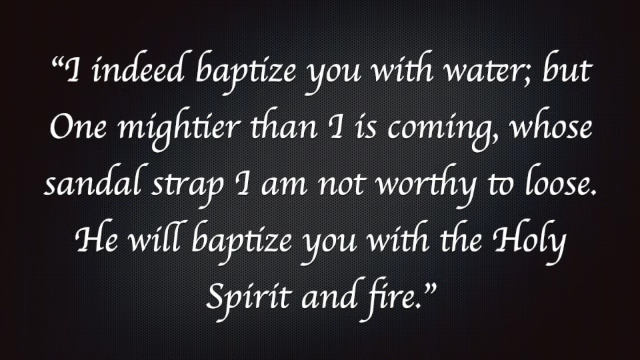 “I indeed baptize you with water; but
One mightier than I is coming, whose
sandal strap I am not worthy to loose.
He will baptize you with the Holy
Spirit and fire.”